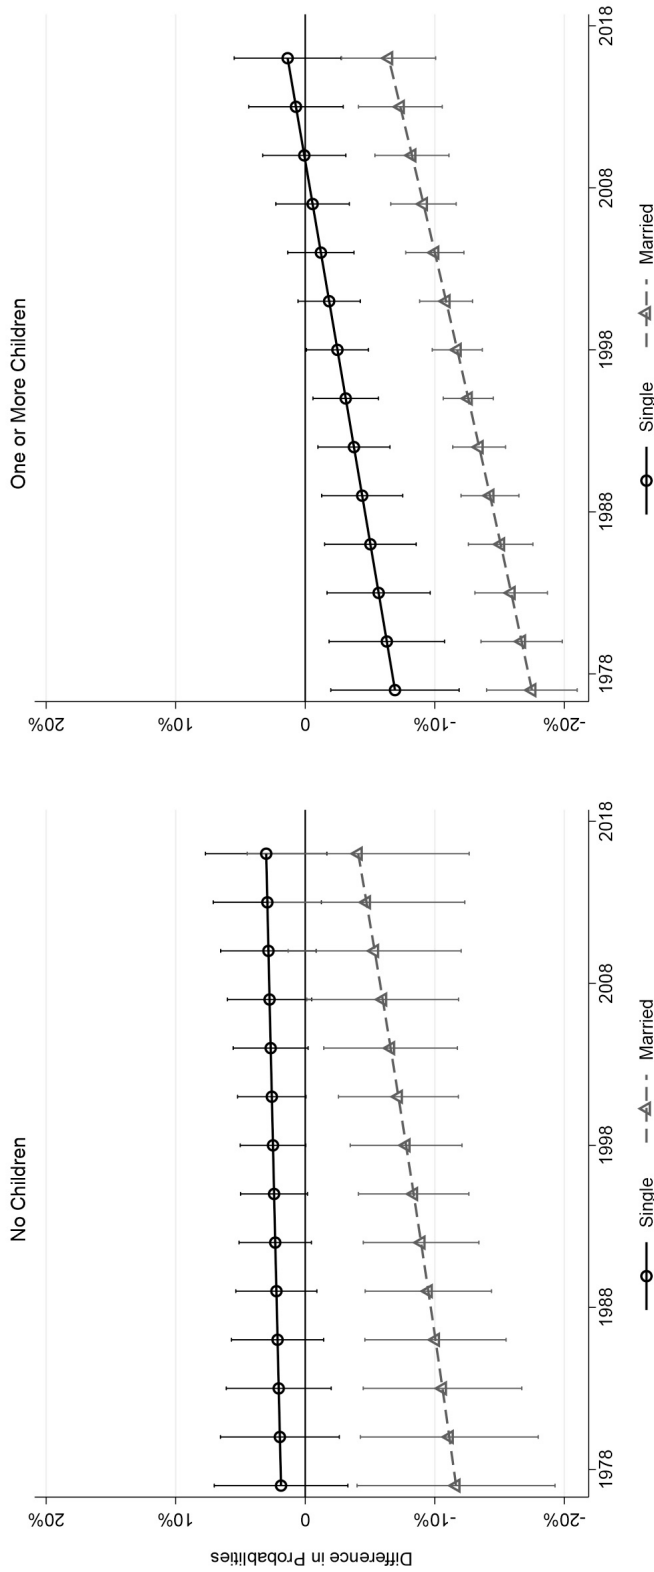 No Children
Difference in Probabilities
20%
10%
0
-10%
-20%
1978
1988
1998
2008
2018
Single
Married
One or More Children
20%
10%
0
-10%
-20%
1978
1988
1998
2008
2018
Single
Married